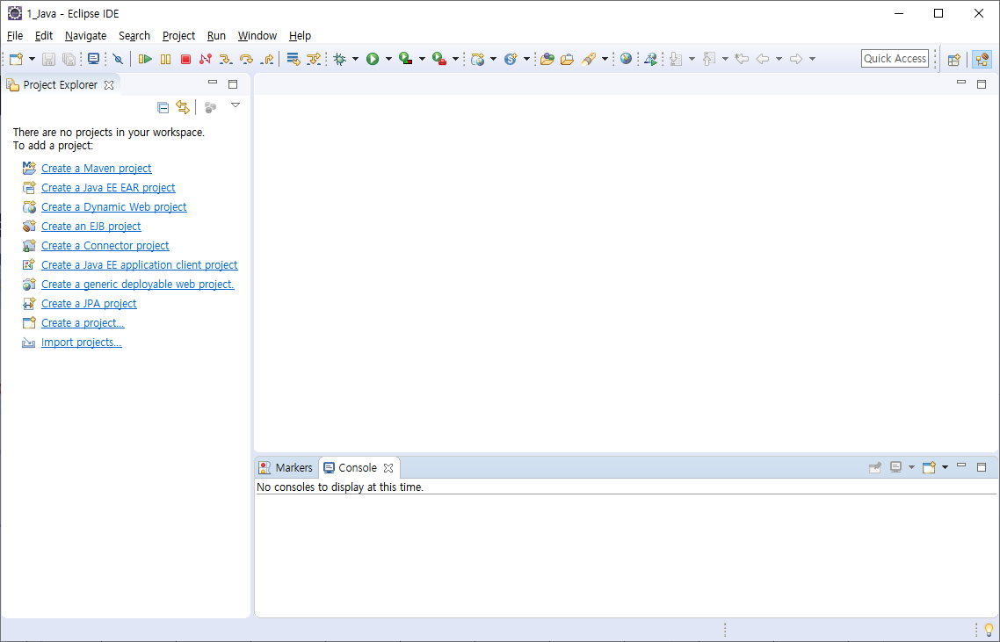 1_Java - Eclipse IDE
File Edit Navigate Search Project Run Window Help
Quick Access
Project Explorer
There are no projects in your workspace.
To add a project:
Create a Maven project
Create a Java EE EAR project
Create a Dynamic Web project
Create an EJB project
Create a Connector project
Create a Java EE application client project
Create a generic deployable web project.
Create a JPA project
Create a project...
Import projects...
Markers Console
No consoles to display at this time.